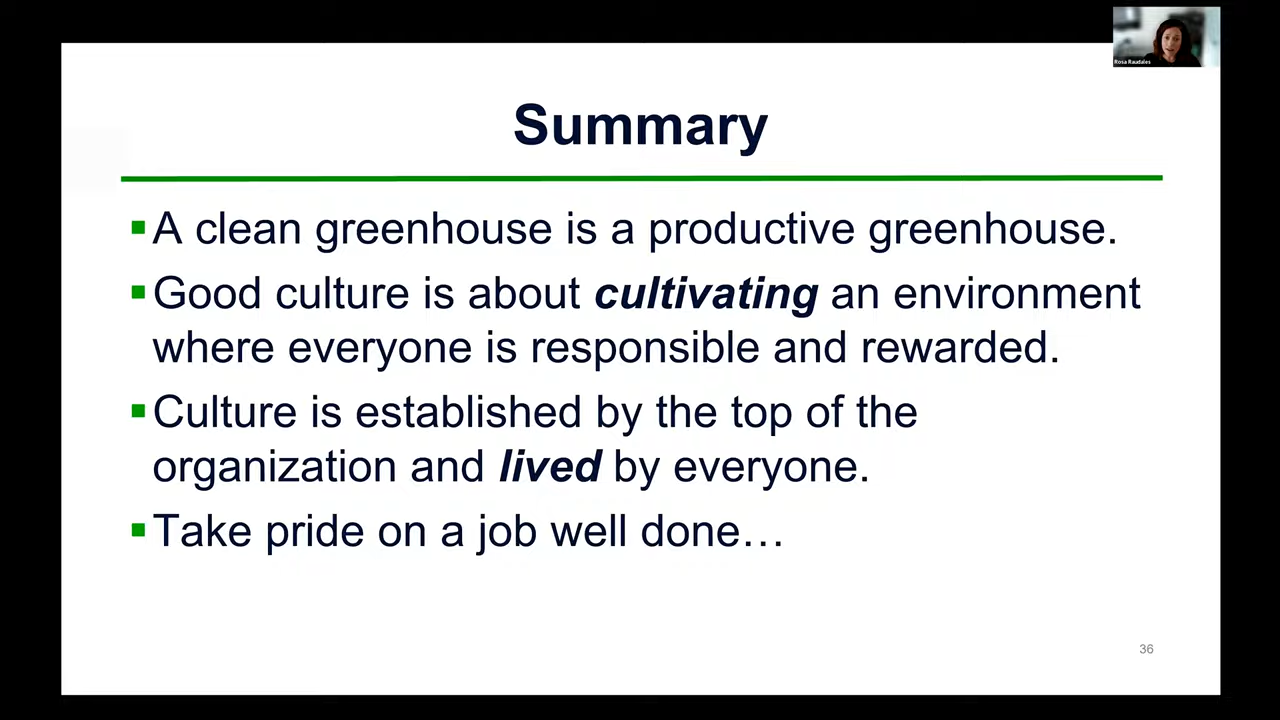 Rosa Raudales
Summary
▪A clean greenhouse is a productive greenhouse.
▪Good culture is about cultivating an environment
where everyone is responsible and rewarded.
▪Culture is established by the top of the
organization and lived by everyone.
▪Take pride on a job well done…
36